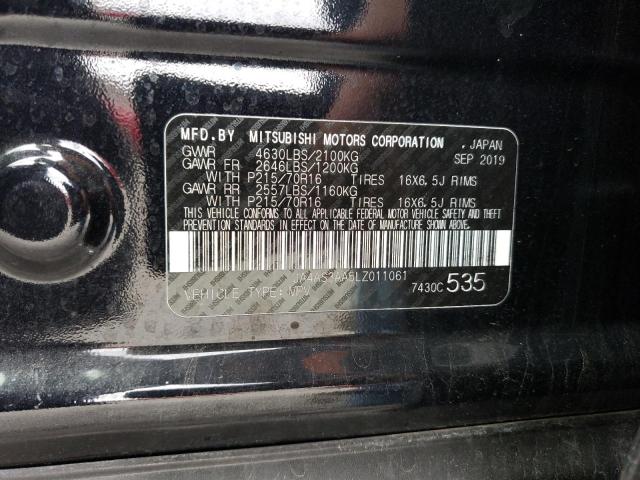 MFD.BY MITSUBISHI MOTORS CORPORATION , JAPAN
GVWR 4630LBS/2100KG SEP 2019
GAWR FR 2646LBS/1200KG
WITH P215/70R16 TIRES 16X6.5J RIMS
GAWR RR 2557LBS/1160KG
WITH P215/70R16 TIRES 16X6.5J RIMS
THIS VEHICLE CONFORMS TO ALL APPLICABLE FEDERAL MOTOR VEHICLE SAFETY AND THEFT
PREVENTION STANDARDS IN EFFECT ON THE DATE OF MANUFACTURE SHOWN ABOVE.
JA4AS3AA5LZ011061
VEHICLE TYPE: MPV 7430C 535